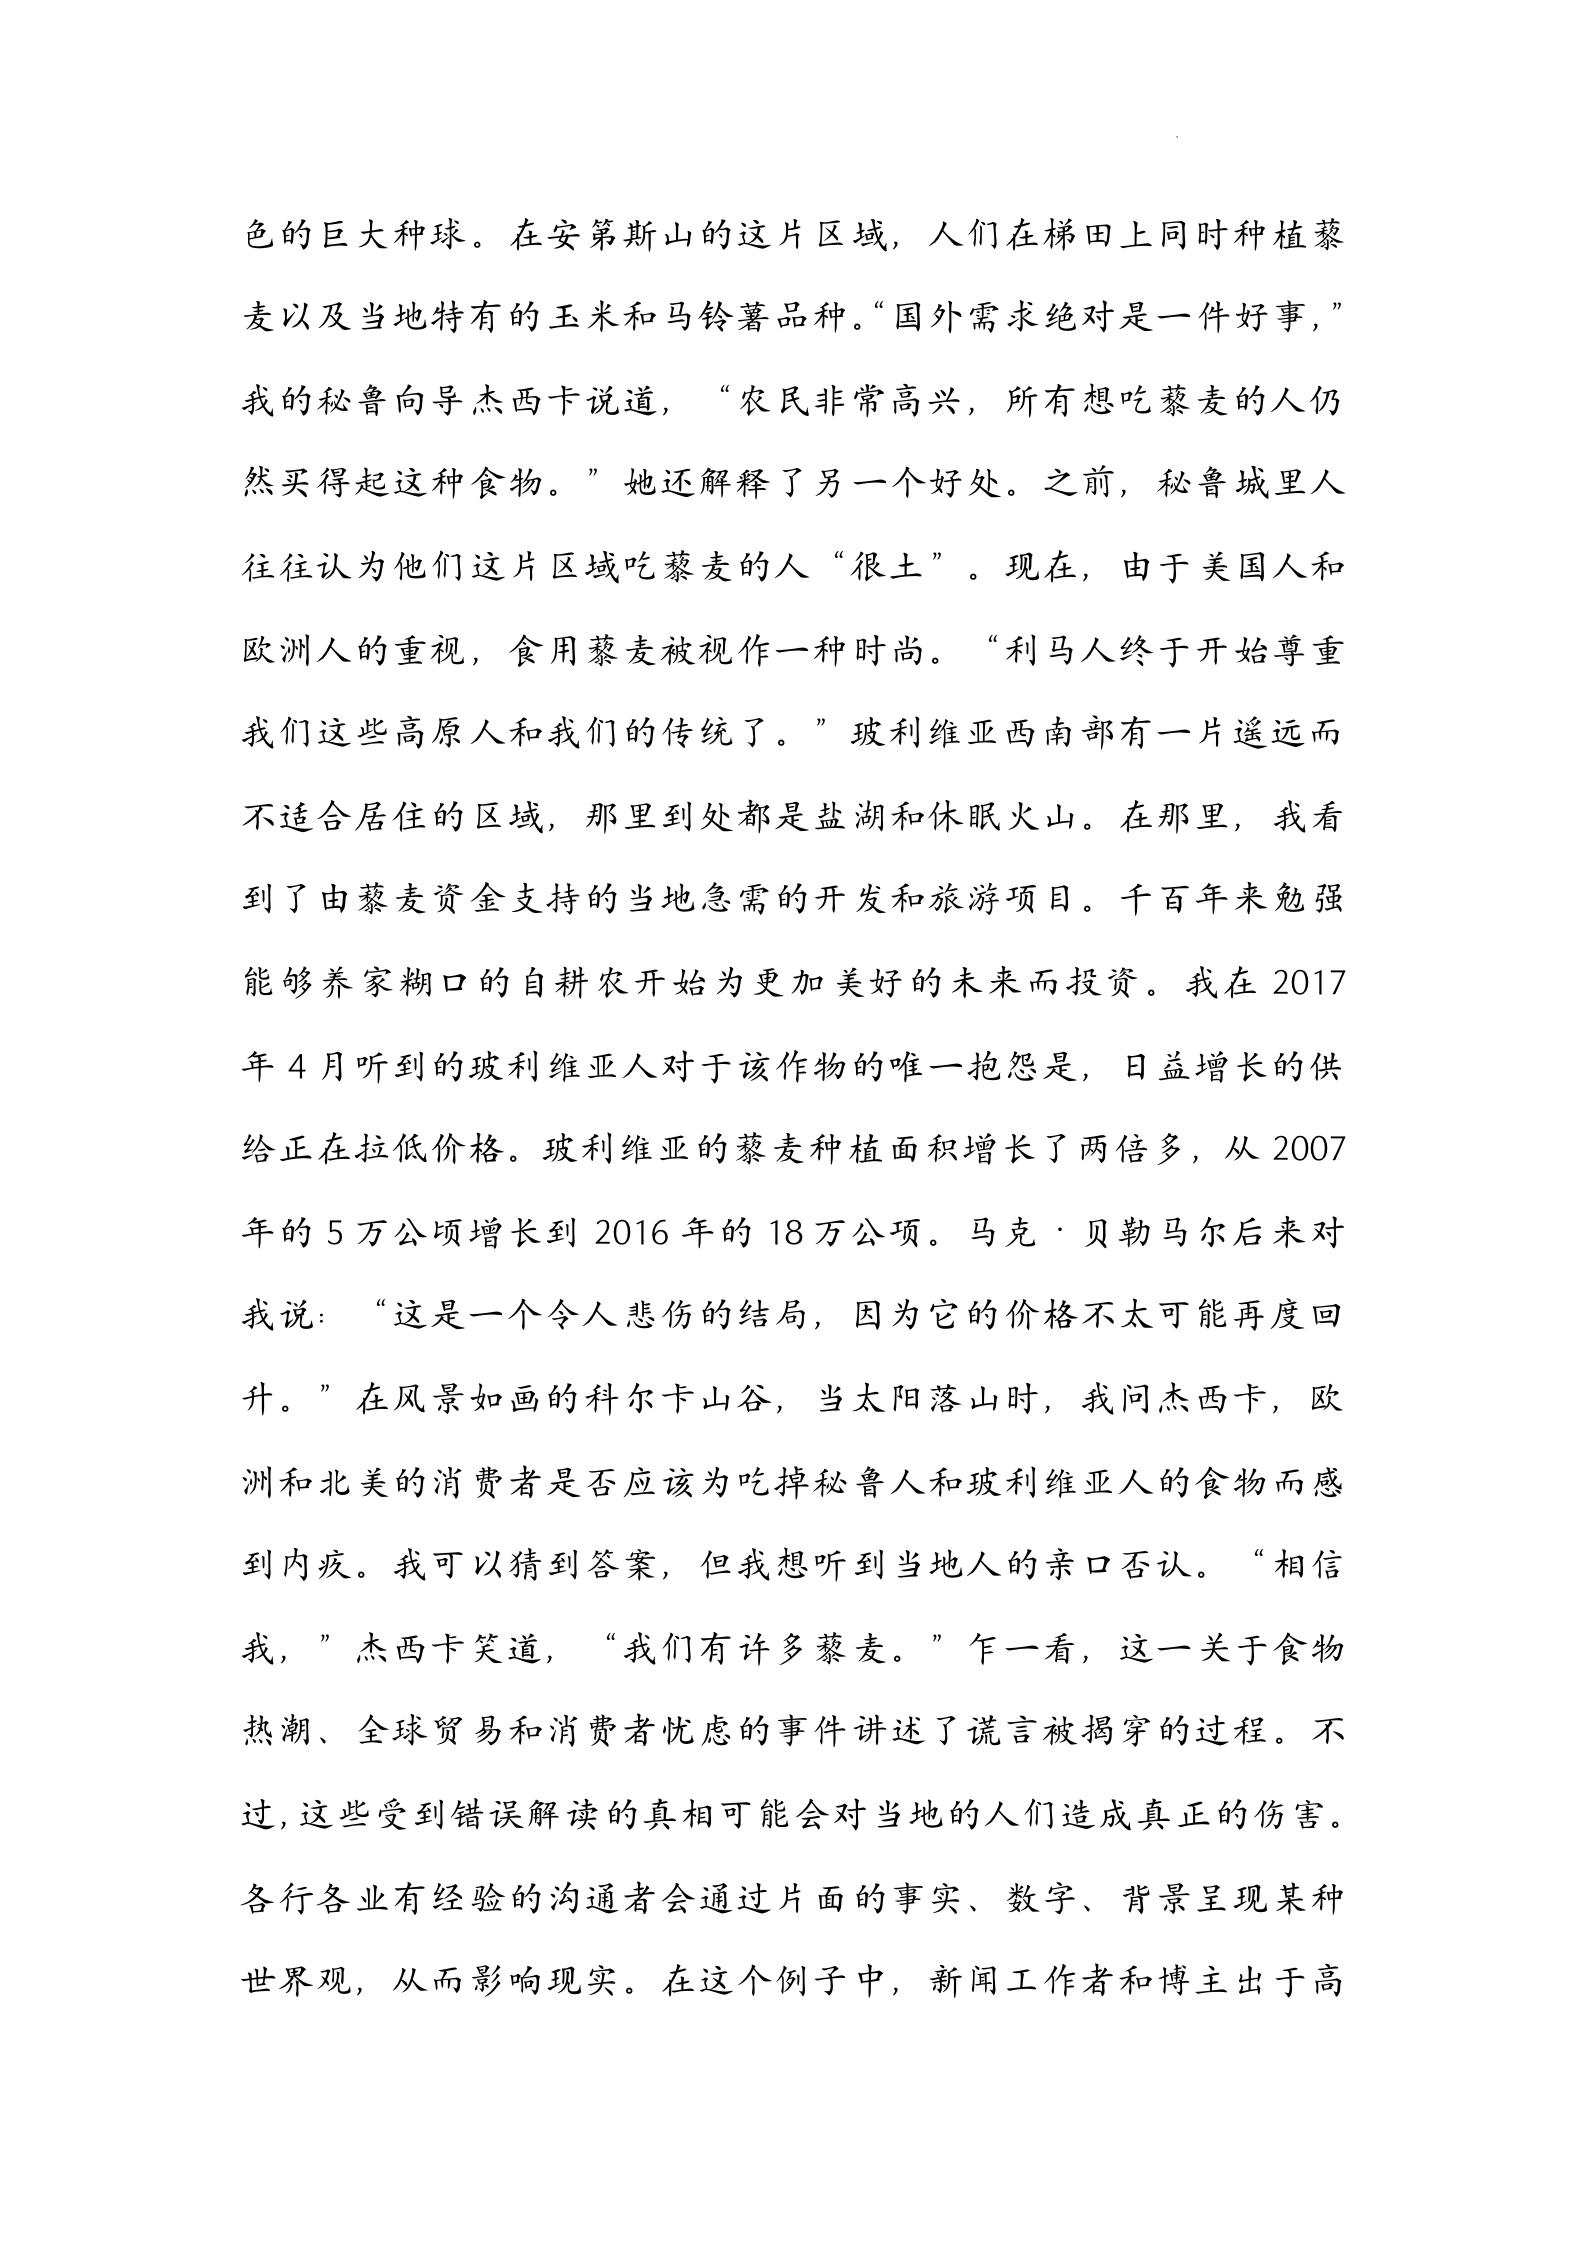 色的巨大种球。在安第斯山的这片区域，人们在梯田上同时种植藜
麦以及当地特有的玉米和马铃薯品种。“国外需求绝对是一件好事，”
我的秘鲁向导杰西卡说道，“农民非常高兴，所有想吃藜麦的人仍
然买得起这种食物。”她还解释了另一个好处。之前，秘鲁城里人
往往认为他们这片区域吃藜麦的人“很土”。现在，由于美国人和
欧洲人的重视，食用藜麦被视作一种时尚。“利马人终于开始尊重
我们这些高原人和我们的传统了。”玻利维亚西南部有一片遥远而
不适合居住的区域，那里到处都是盐湖和休眠火山。在那里，我看
到了由藜麦资金支持的当地急需的开发和旅游项目。千百年来勉强
能够养家糊口的自耕农开始为更加美好的未来而投资。我在 2017
年 4 月听到的玻利维亚人对于该作物的唯一抱怨是，日益增长的供
给正在拉低价格。玻利维亚的藜麦种植面积增长了两倍多，从 2007
年的 5 万公顷增长到 2016 年的 18 万公项。马克·贝勒马尔后来对
我说：“这是一个令人悲伤的结局，因为它的价格不太可能再度回
升。”在风景如画的科尔卡山谷，当太阳落山时，我问杰西卡，欧
洲和北美的消费者是否应该为吃掉秘鲁人和玻利维亚人的食物而感
到内疚。我可以猜到答案，但我想听到当地人的亲口否认。“相信
我，”杰西卡笑道，“我们有许多藜麦。”乍一看，这一关于食物
热潮、全球贸易和消费者忧虑的事件讲述了谎言被揭穿的过程。不
过，这些受到错误解读的真相可能会对当地的人们造成真正的伤害。
各行各业有经验的沟通者会通过片面的事实、数字、背景呈现某种
世界观，从而影响现实。在这个例子中，新闻工作者和博主出于高